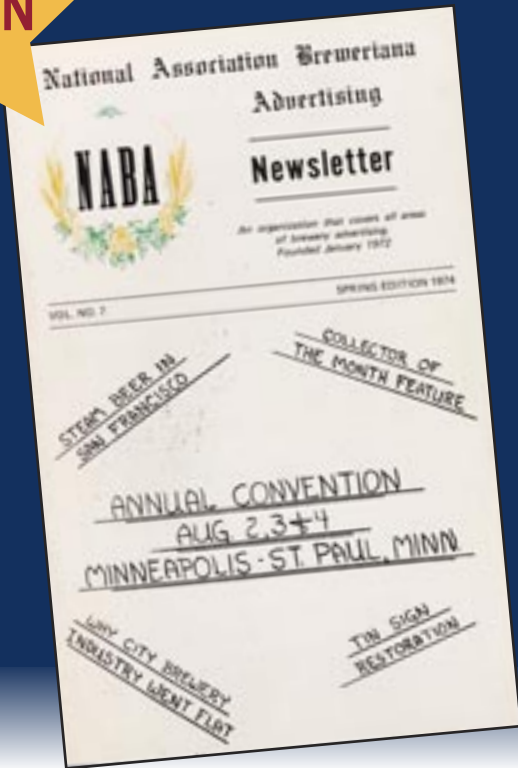 N
National Association Breweriana
Advertising
NABA
Newsletter
An organization that covers all areas
of brewery advertising.
Founded January 1972
VOL. NO. 7
SPRING EDITION 1974
STEAM BEER IN
SAN FRANCISCO
COLLECTOR OF
THE MONTH FEATURE
ANNUAL CONVENTION
AUG 2,3+4
MINNEAPOLIS-ST. PAUL, MINN
WHY CITY BREWERY
INDUSTRY WENT FLAT
TIN SIGN
RESTORATION